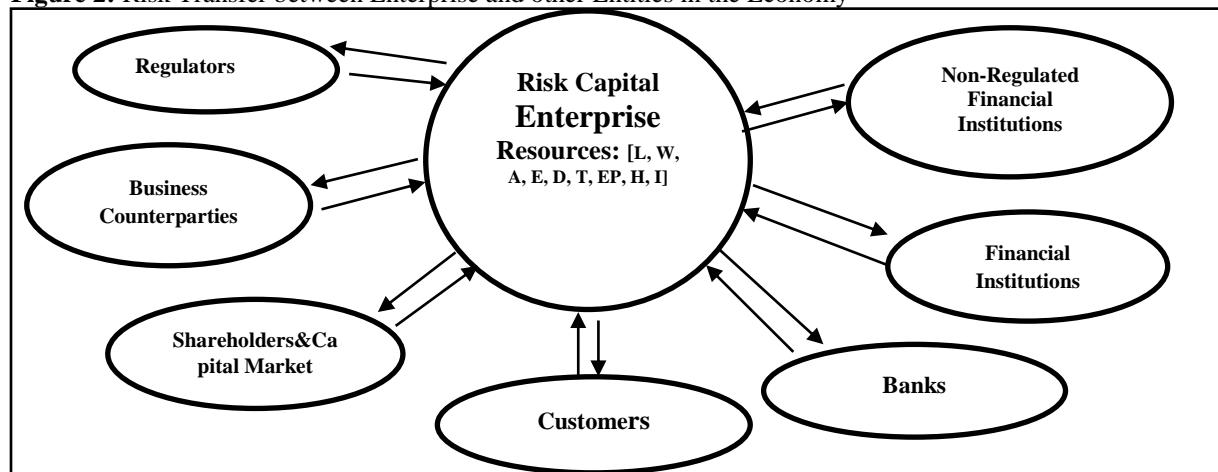 Figure 2: Risk Transfer between Enterprise and other Entities in the Economy
Regulators
Risk Capital
Enterprise
Resources: [L, W,
A, E, D, T, EP, H, I]
Non-Regulated
Financial
Institutions
Business
Counterparties
Financial
Institutions
Shareholders&Ca
pital Market
Banks
Customers